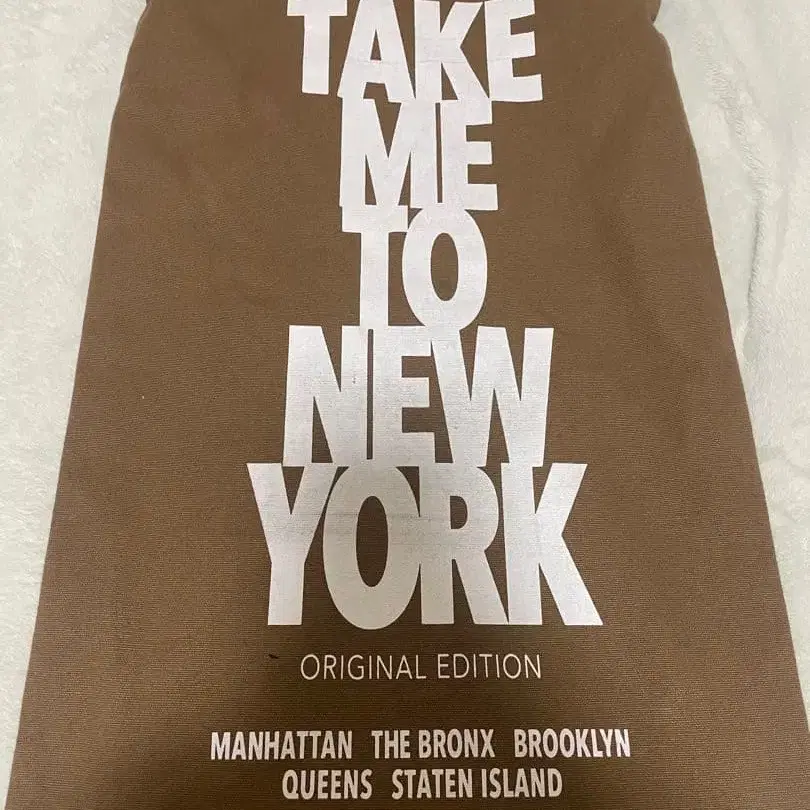 TAKE
ME
TO
NEW
YORK
ORIGINAL EDITION
MANHATTAN THE BRONX BROOKLYN
QUEENS STATEN ISLAND